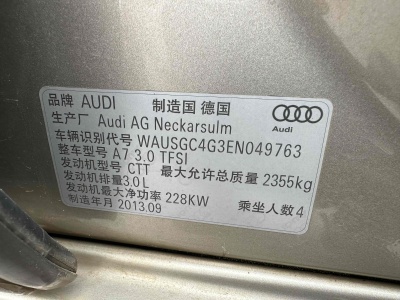 品牌 AUDI 制造国 德国
生产厂 Audi AG Neckarsulm
Audi
车辆识别代号 WAUSGC4G3EN049763
整车型号 A7 3.0 TFSI
发动机型号 CTT 最大允许总质量 2355kg
发动机排量3.0L
发动机最大净功率 228KW 乘坐人数4
制造年月 2013.09